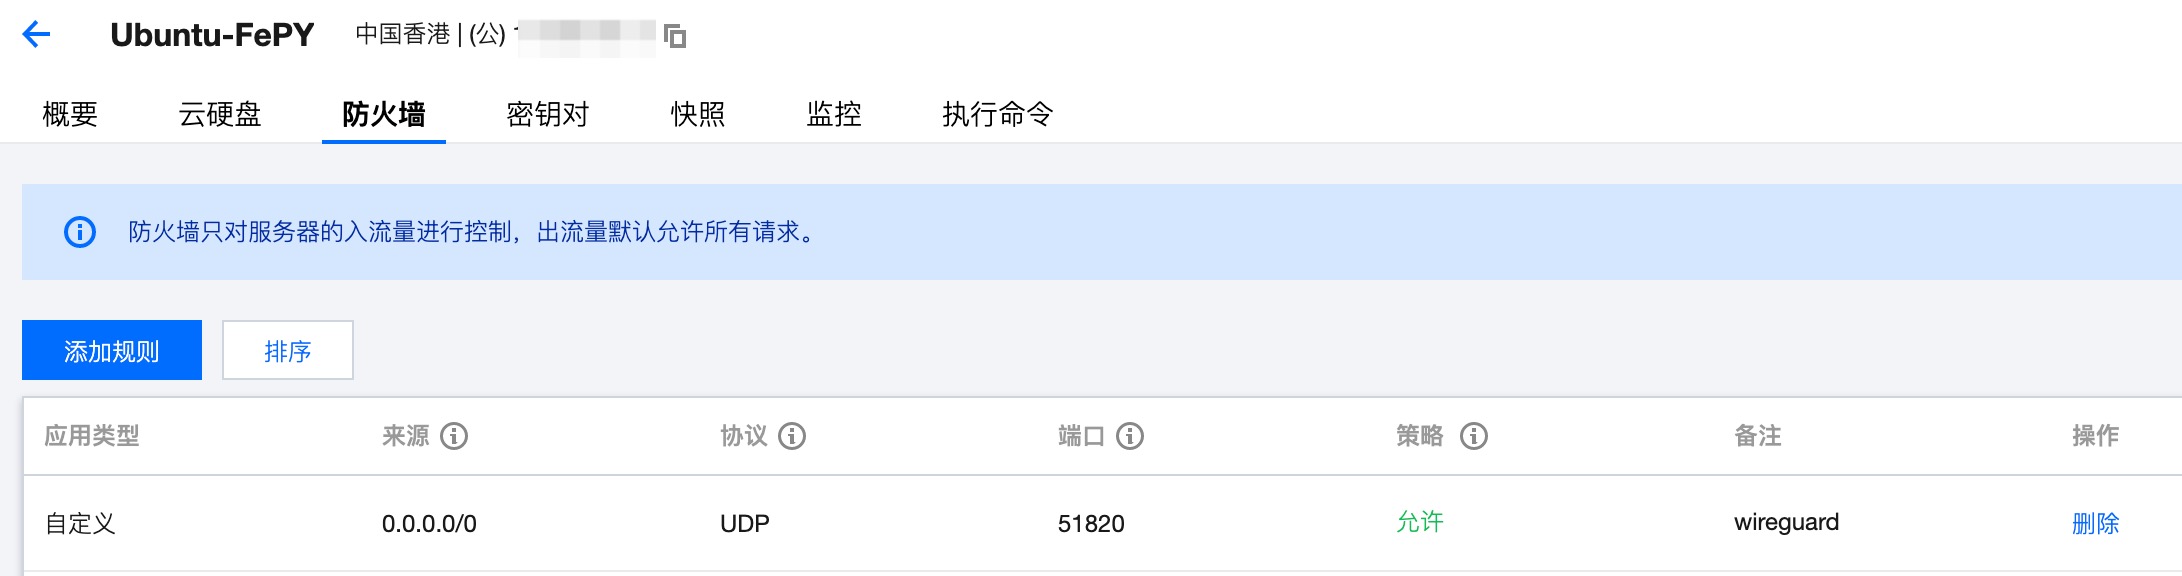 Ubuntu-FePY 中国香港 | (公)
概要 云硬盘 防火墙 密钥对 快照 监控 执行命令
防火墙只对服务器的入流量进行控制，出流量默认允许所有请求。
添加规则 排序
应用类型 来源 协议 端口 策略 备注 操作
自定义 0.0.0.0/0 UDP 51820 允许 wireguard 删除